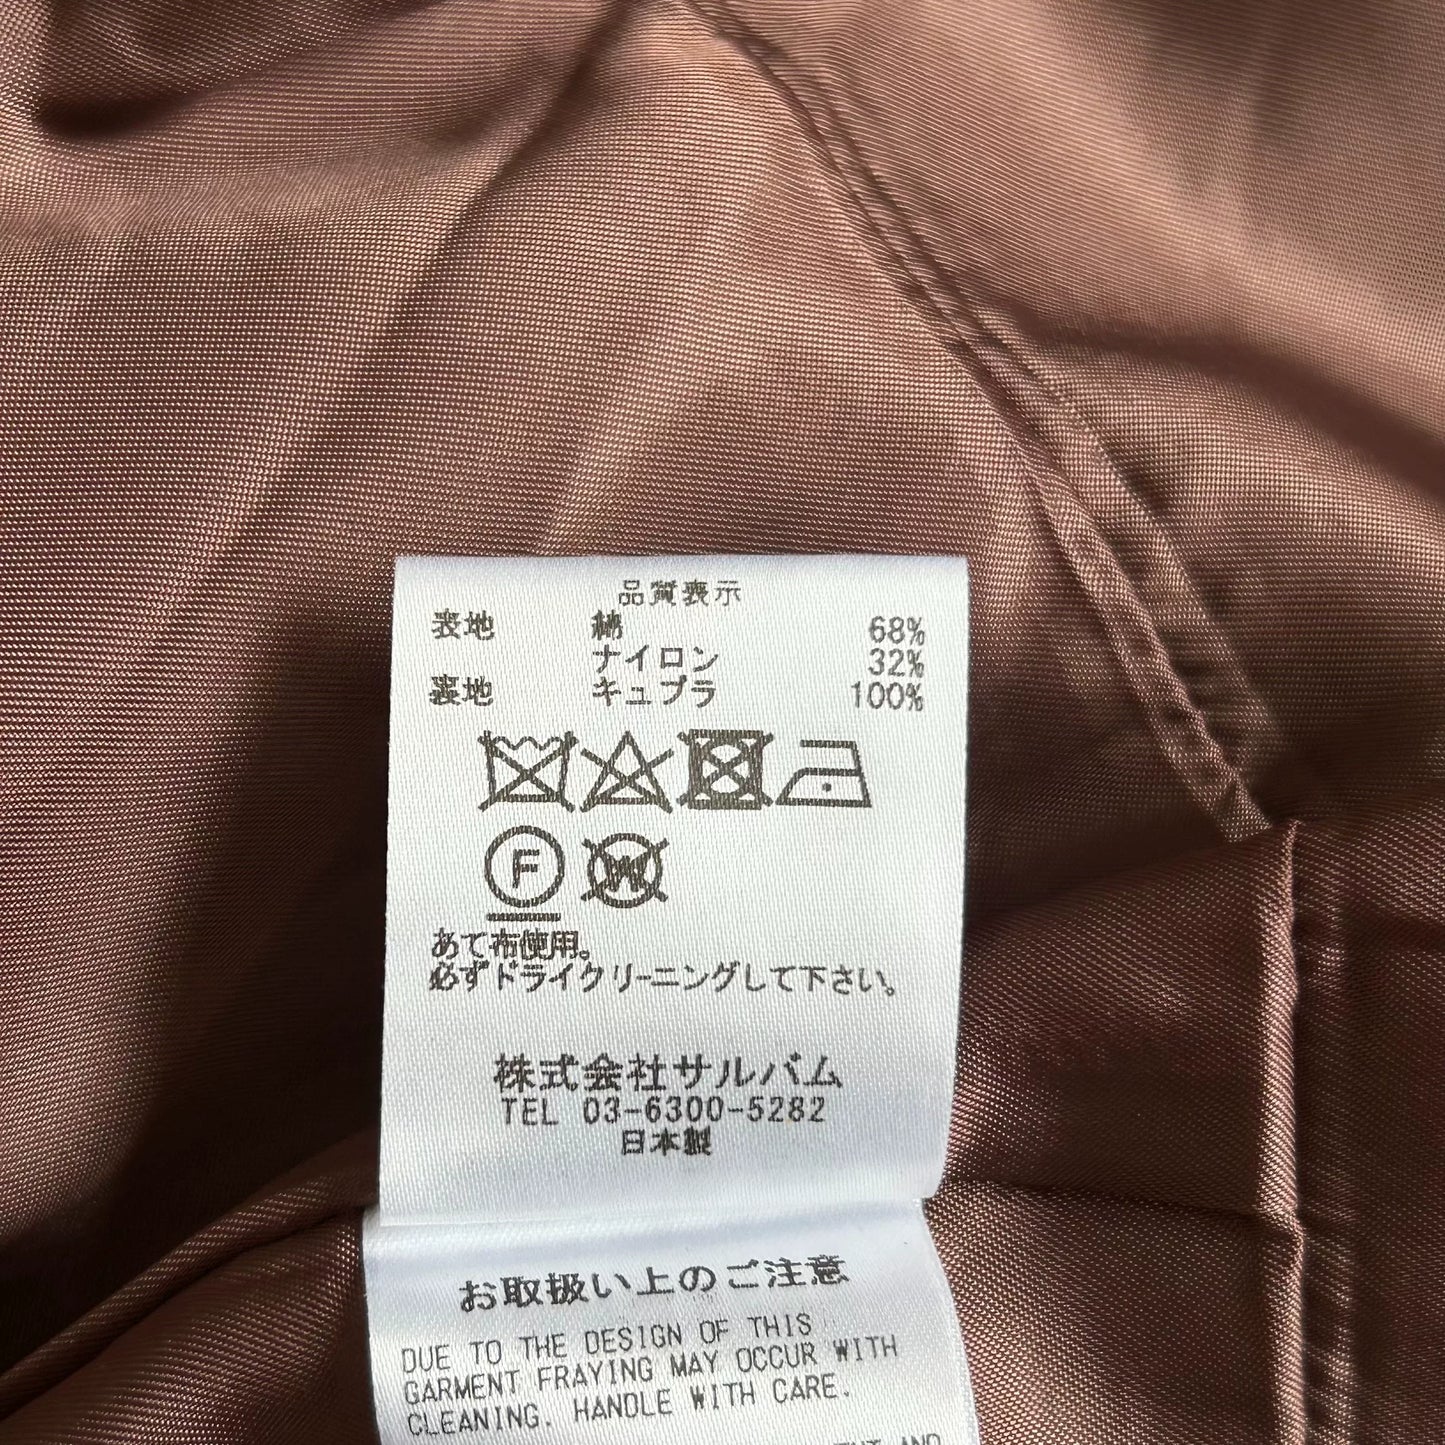 品質表示
表地 綿 68%
ナイロン 32%
裏地 キュプラ 100%
F W
あて布使用。
必ずドライクリーニングして下さい。
株式会社サルバム
TEL 03-6300-5282
日本製
お取扱い上のご注意
DUE TO THE DESIGN OF THIS
GARMENT FRAYING MAY OCCUR WITH
CLEANING. HANDLE WITH CARE.